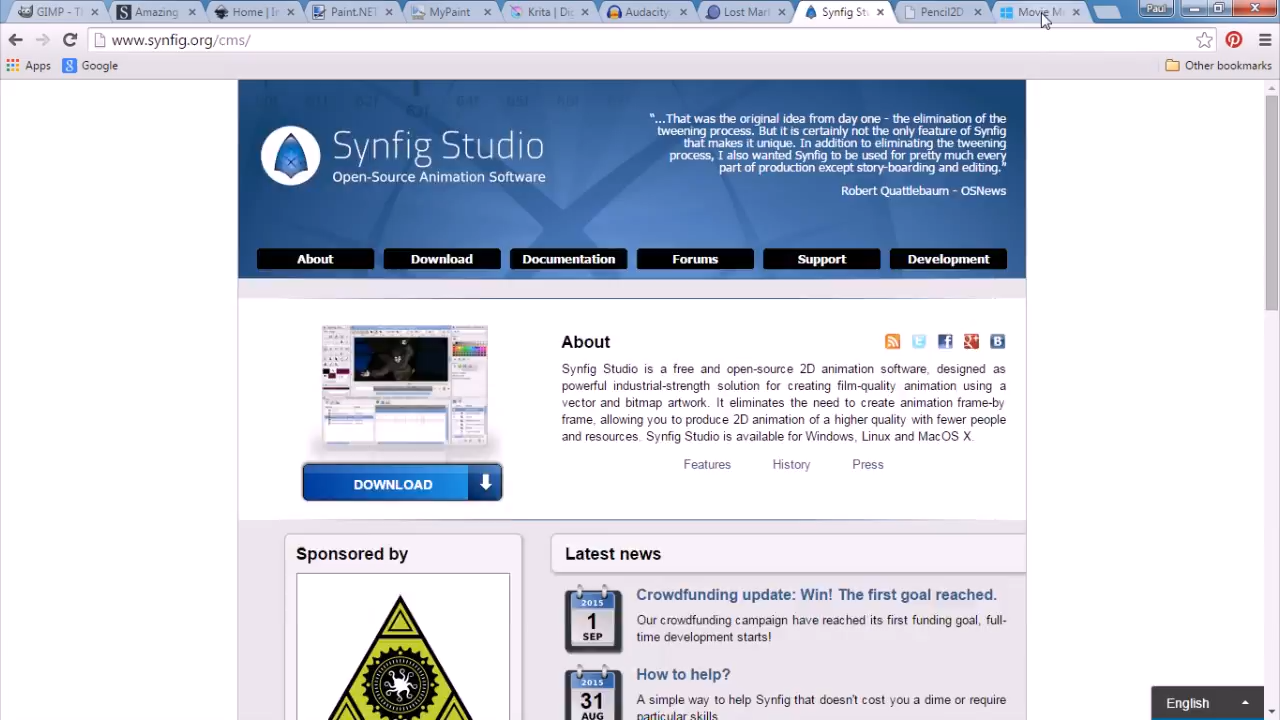 GIMP - Th
Amazing
Home | In
Paint.NET
MyPaint
Krita | Di
Audacity:
Lost Mar
Synfig St
Pencil2D
Movie M
Paul
www.synfig.org/cms/
Apps
Google
Other bookmarks
Synfig Studio
Open-Source Animation Software
“...That was the original idea from day one - the elimination of the
tweening process. But it is certainly not the only feature of Synfig
that makes it unique. In addition to eliminating the tweening
process, I also wanted Synfig to be used for pretty much every
part of production except story-boarding and editing.”
Robert Quattlebaum - OSNews
About
Download
Documentation
Forums
Support
Development
DOWNLOAD
About
Synfig Studio is a free and open-source 2D animation software, designed as
powerful industrial-strength solution for creating film-quality animation using a
vector and bitmap artwork. It eliminates the need to create animation frame-by
frame, allowing you to produce 2D animation of a higher quality with fewer people
and resources. Synfig Studio is available for Windows, Linux and MacOS X.
Features
History
Press
Sponsored by
Latest news
2015
1
SEP
Crowdfunding update: Win! The first goal reached.
Our crowdfunding campaign have reached its first funding goal, full-
time development starts!
2015
31
AUG
How to help?
A simple way to help Synfig that doesn't cost you a dime or require
particular skills.
English